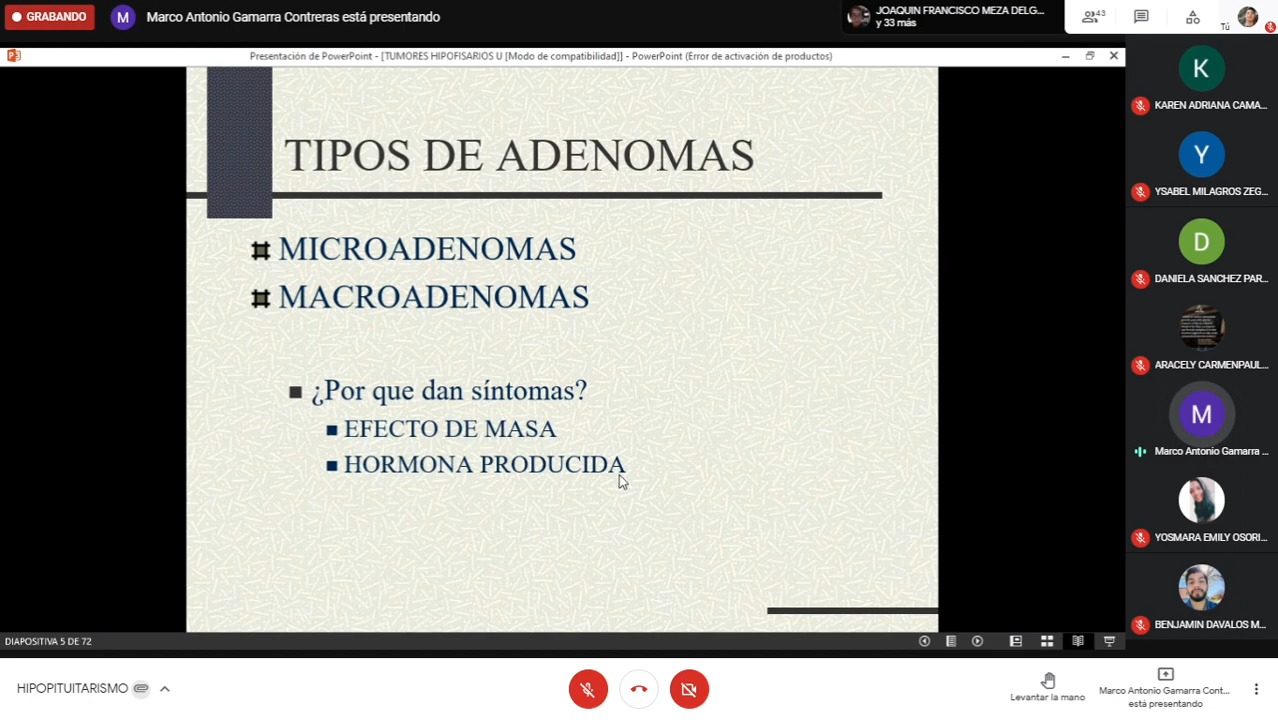 GRABANDO
M
Marco Antonio Gamarra Contreras está presentando
JOAQUIN FRANCISCO MEZA DELG...
y 33 más
43
Tú
Presentación de PowerPoint - [TUMORES HIPOFISARIOS U [Modo de compatibilidad]] - PowerPoint (Error de activación de productos)
TIPOS DE ADENOMAS
MICROADENOMAS
MACROADENOMAS
¿Por que dan síntomas?
EFECTO DE MASA
HORMONA PRODUCIDA
DIAPOSITIVA 5 DE 72
K
KAREN ADRIANA CAMA...
Y
YSABEL MILAGROS ZEG...
D
DANIELA SANCHEZ PAR...
ARACELY CARMENPAUL...
M
Marco Antonio Gamarra ...
YOSMARA EMILY OSORI...
BENJAMIN DAVALOS M...
HIPOPITUITARISMO
Levantar la mano
Marco Antonio Gamarra Cont...
está presentando